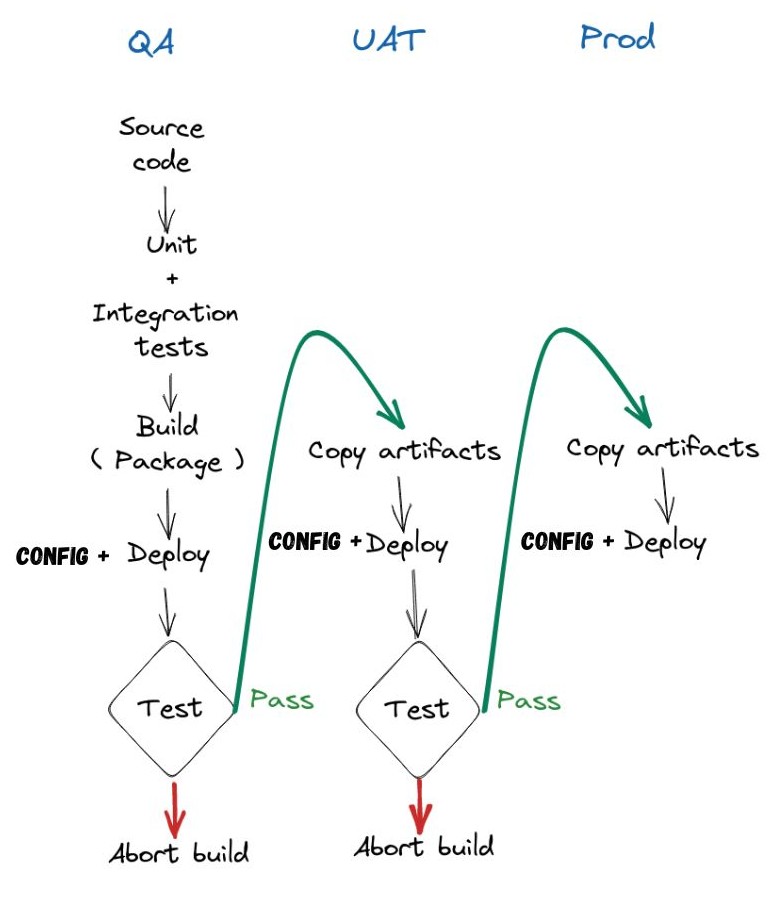 QA
UAT
Prod
Source
code
Unit
+
Integration
tests
Build
( Package )
CONFIG + Deploy
Test
Pass
Abort build
Copy artifacts
CONFIG + Deploy
Test
Pass
Abort build
Copy artifacts
CONFIG + Deploy